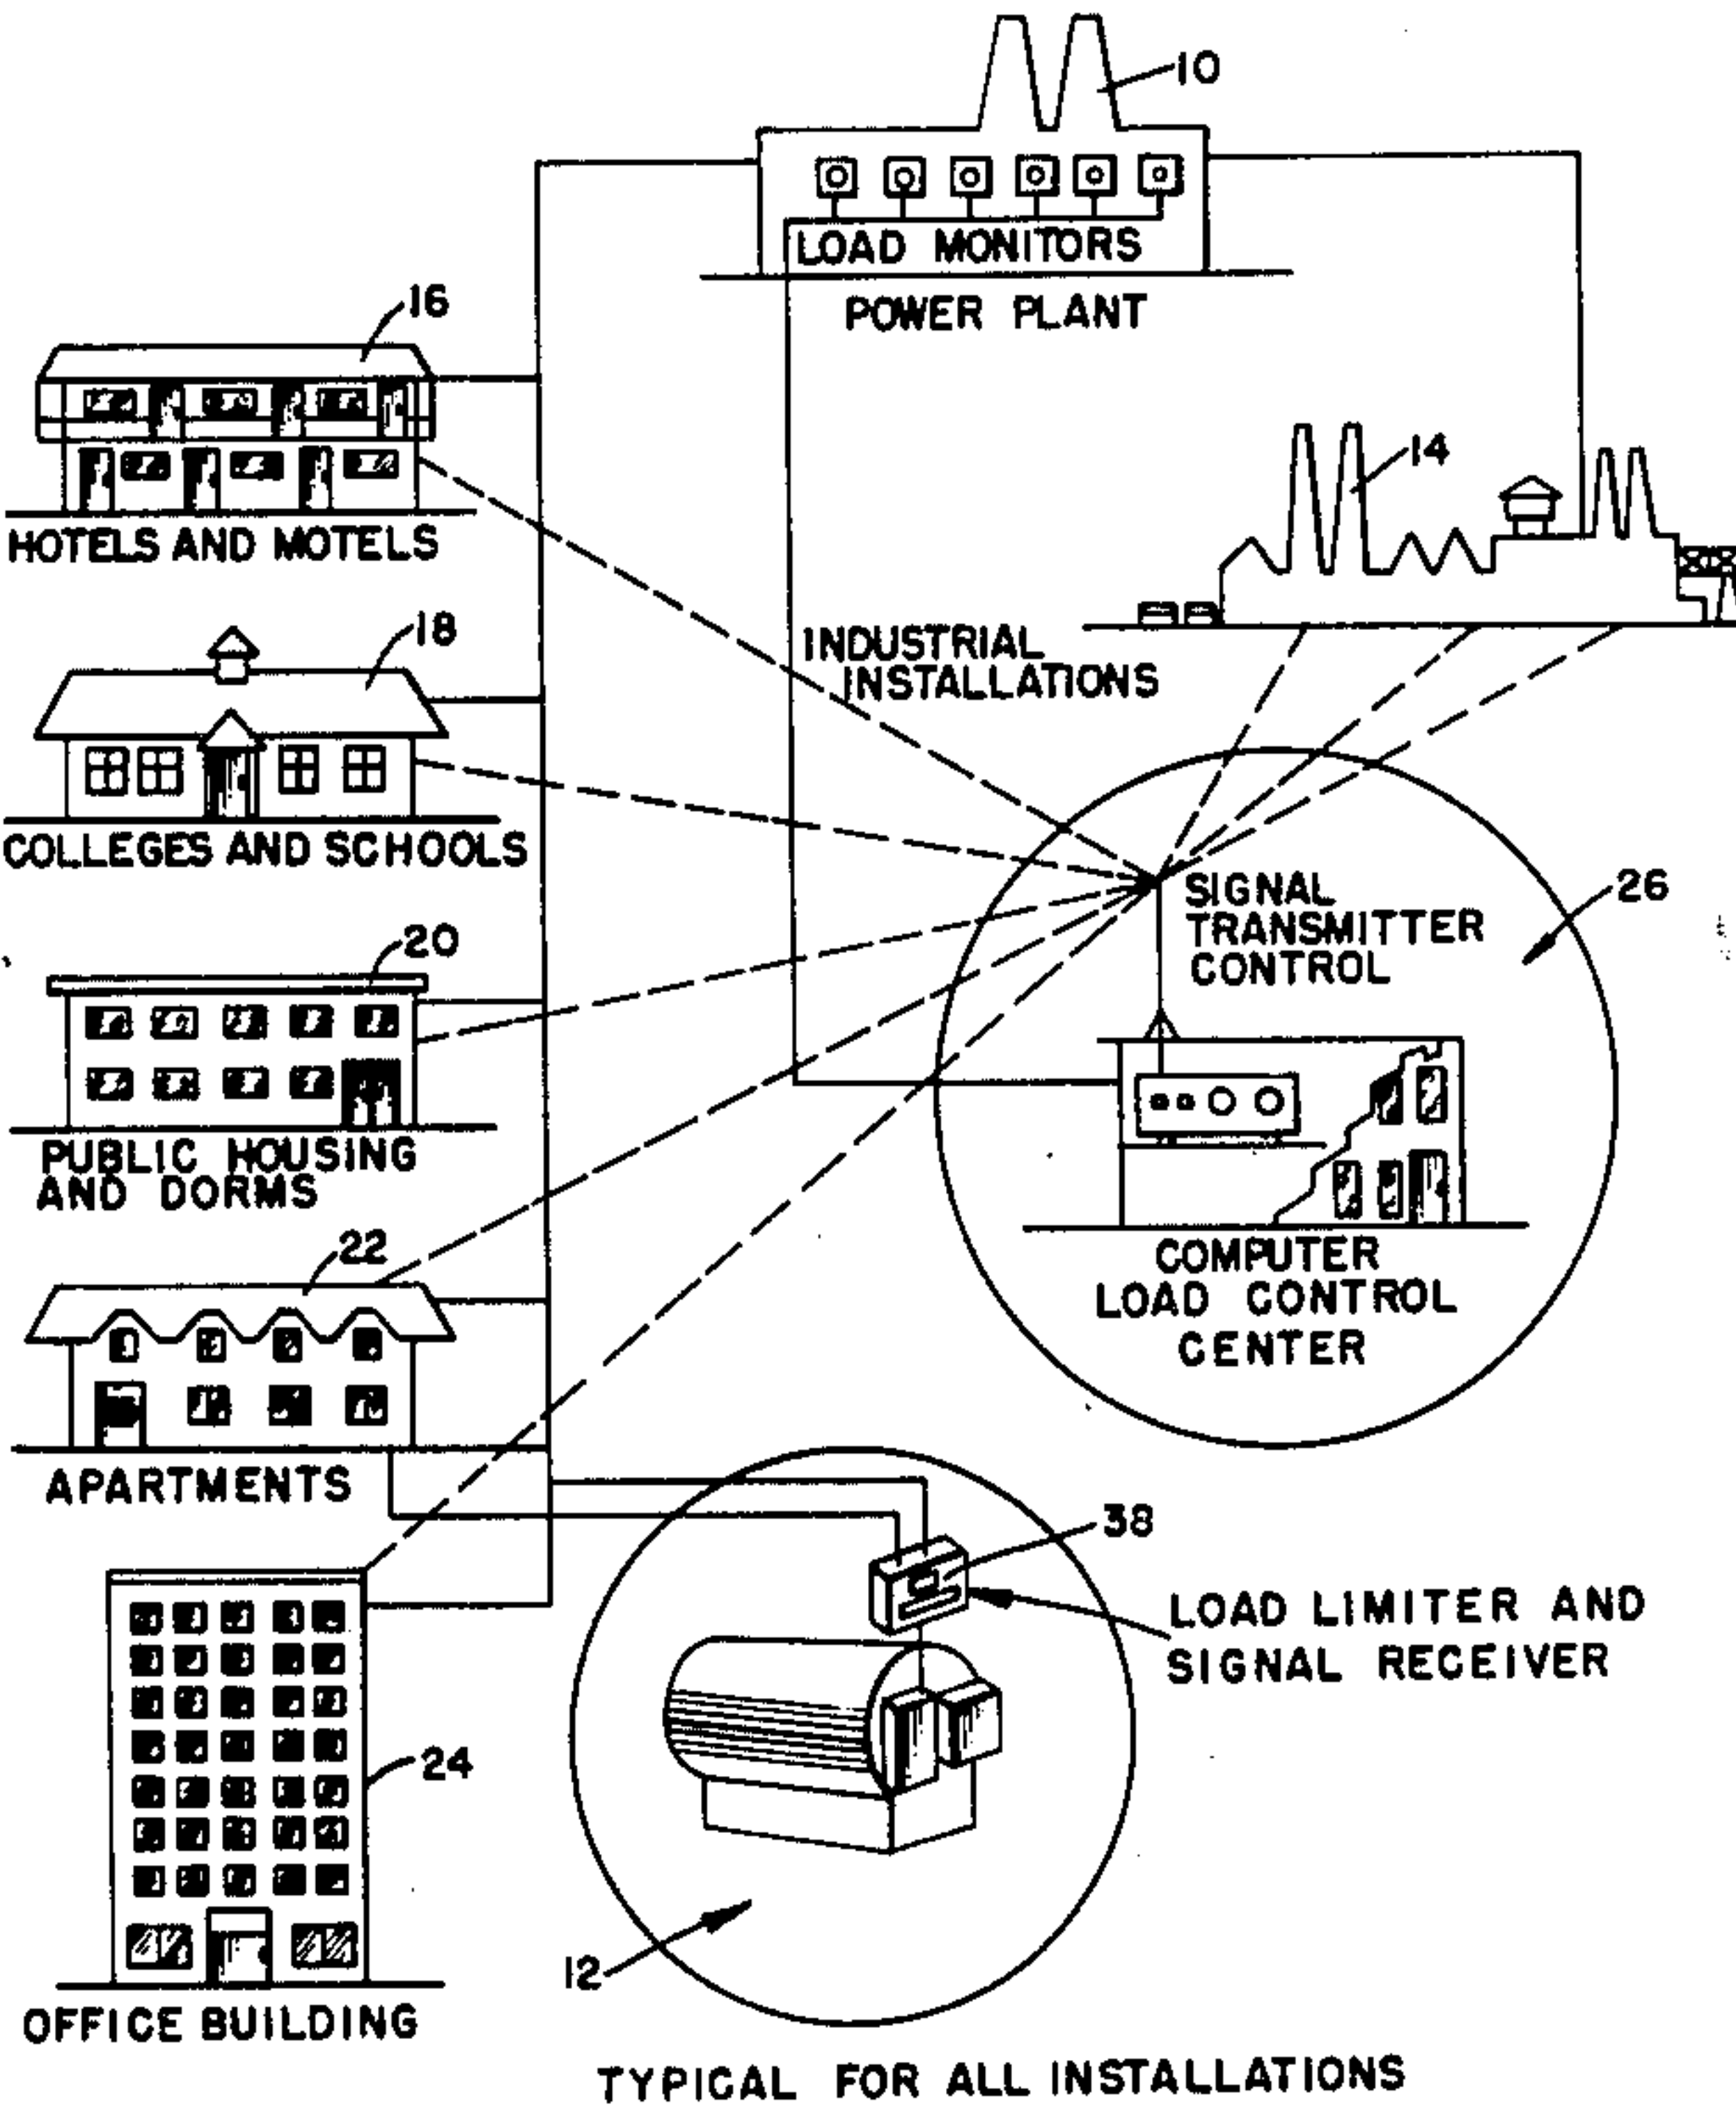 10
LOAD MONITORS
POWER PLANT
16
HOTELS AND MOTELS
14
INDUSTRIAL
INSTALLATIONS
18
COLLEGES AND SCHOOLS
SIGNAL
TRANSMITTER
CONTROL
26
20
PUBLIC HOUSING
AND DORMS
COMPUTER
LOAD CONTROL
CENTER
22
APARTMENTS
38
LOAD LIMITER AND
SIGNAL RECEIVER
24
OFFICE BUILDING
12
TYPICAL FOR ALL INSTALLATIONS